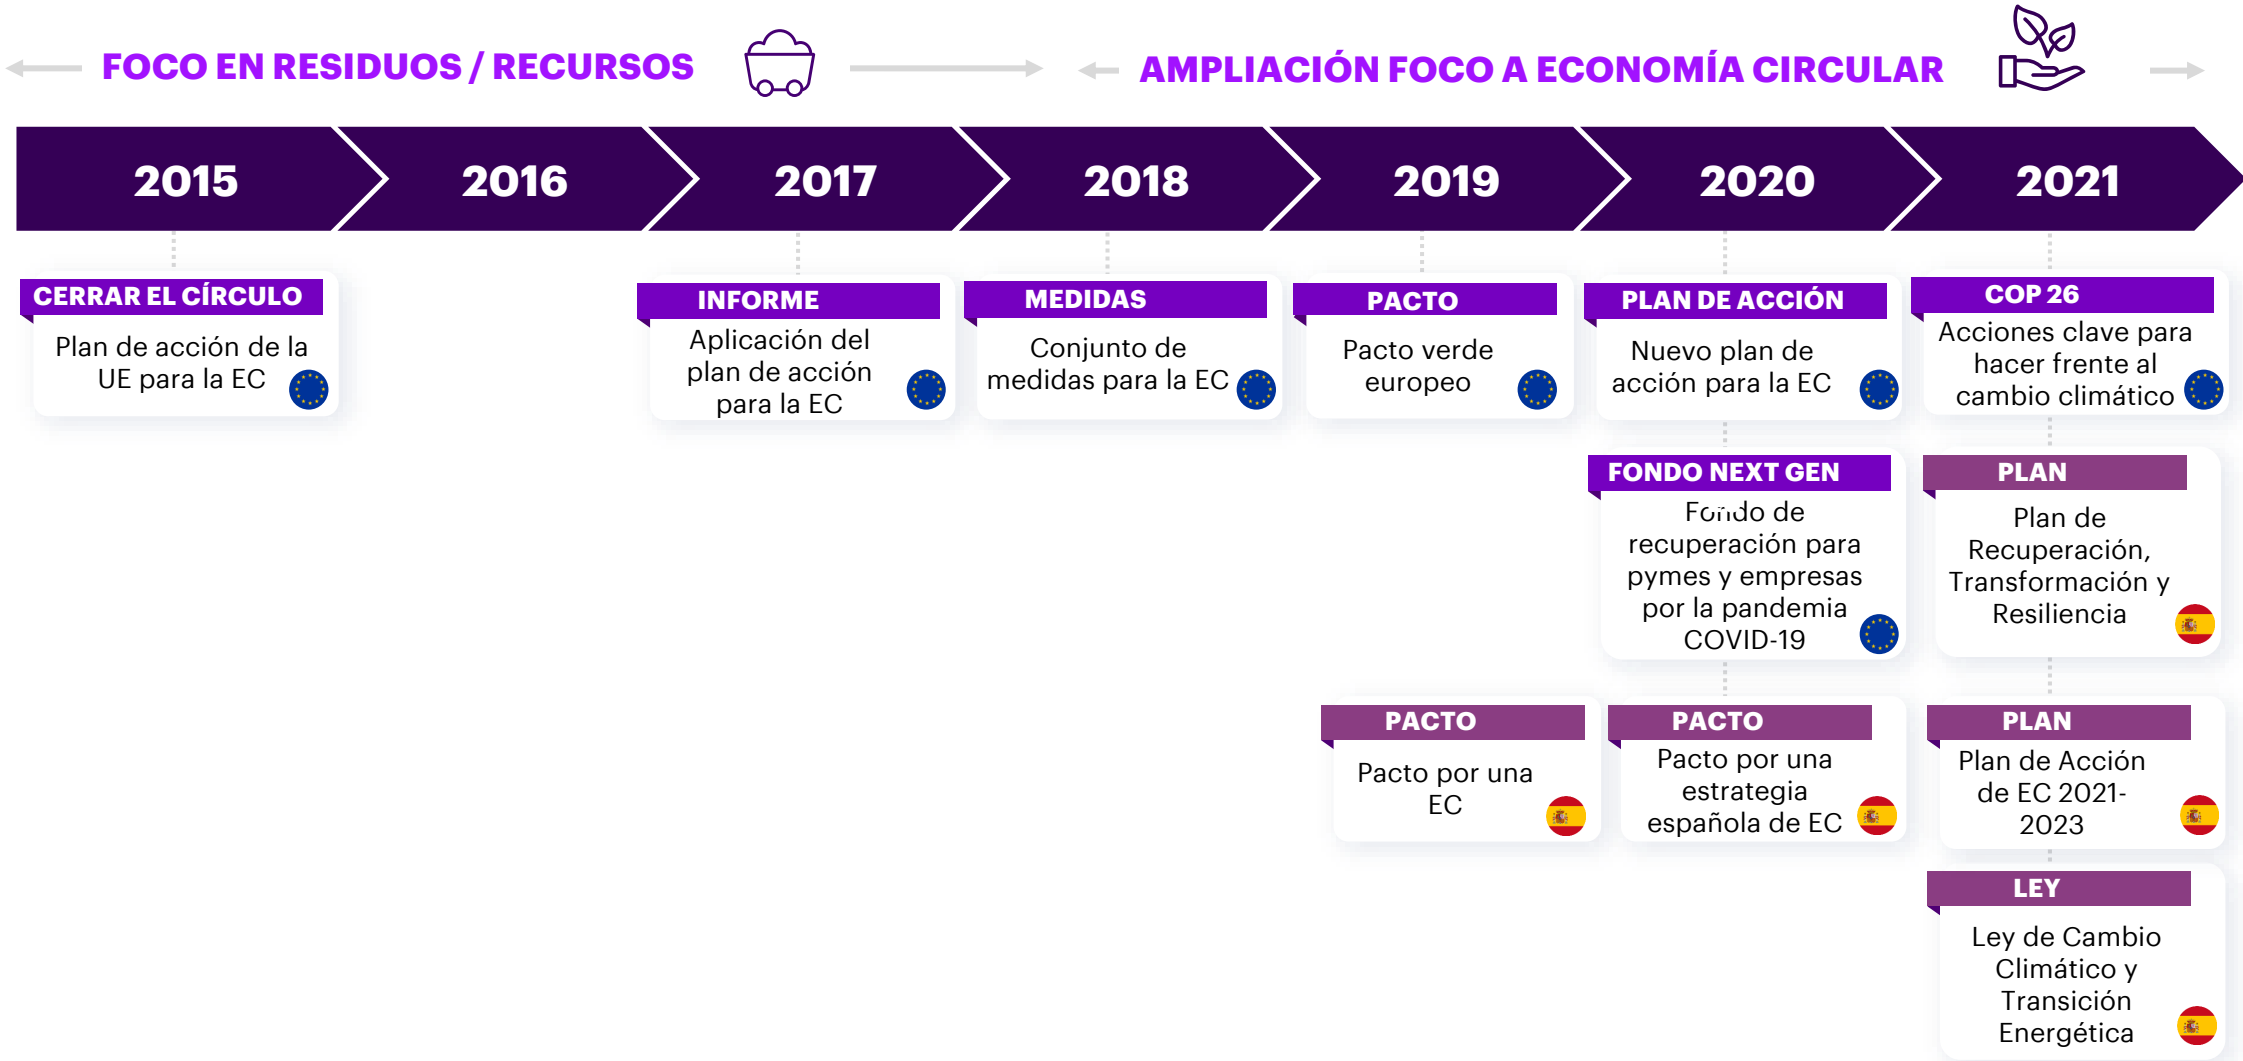 FOCO EN RESIDUOS / RECURSOS
AMPLIACIÓN FOCO A ECONOMÍA CIRCULAR
2015
2016
2017
2018
2019
2020
2021
CERRAR EL CÍRCULO
Plan de acción de la
UE para la EC
INFORME
Aplicación del
plan de acción
para la EC
MEDIDAS
Conjunto de
medidas para la EC
PACTO
Pacto verde
europeo
PLAN DE ACCIÓN
Nuevo plan de
acción para la EC
COP 26
Acciones clave para
hacer frente al
cambio climático
FONDO NEXT GEN
Fondo de
recuperación para
pymes y empresas
por la pandemia
COVID-19
PLAN
Plan de
Recuperación,
Transformación y
Resiliencia
PACTO
Pacto por una
EC
PACTO
Pacto por una
estrategia
española de EC
PLAN
Plan de Acción
de EC 2021-
2023
LEY
Ley de Cambio
Climático y
Transición
Energética